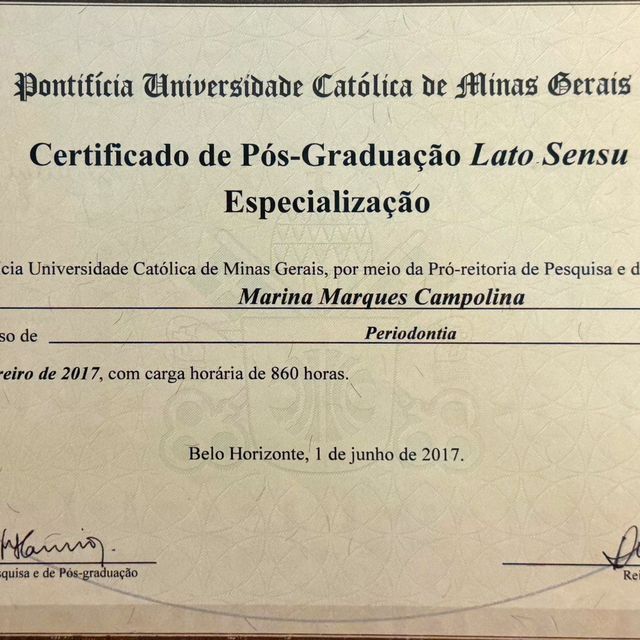 Pontifícia Universidade Católica de Minas Gerais
Certificado de Pós-Graduação Lato Sensu
Especialização
cia Universidade Católica de Minas Gerais, por meio da Pró-reitoria de Pesquisa e d
Marina Marques Campolina
so de Periodontia
reiro de 2017, com carga horária de 860 horas.
Belo Horizonte, 1 de junho de 2017.
squisa e de Pós-graduação
Rei